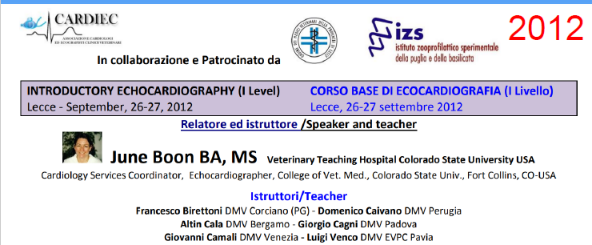 CARDIEC
2012
izs
istituto zooprofilattico sperimentale
della puglia e della basilicata
In collaborazione e Patrocinato da
INTRODUCTORY ECHOCARDIOGRAPHY (I Level)
Lecce - September, 26-27, 2012
CORSO BASE DI ECOCARDIOGRAFIA (I Livello)
Lecce, 26-27 settembre 2012
Relatore ed istruttore /Speaker and teacher
June Boon BA, MS Veterinary Teaching Hospital Colorado State University USA
Cardiology Services Coordinator, Echocardiographer, College of Vet. Med., Colorado State Univ., Fort Collins, CO-USA
Istruttori/Teacher
Francesco Birettoni DMV Corciano (PG) - Domenico Caivano DMV Perugia
Altin Cala DMV Bergamo - Giorgio Cagni DMV Padova
Giovanni Camali DMV Venezia - Luigi Venco DMV EVPC Pavia